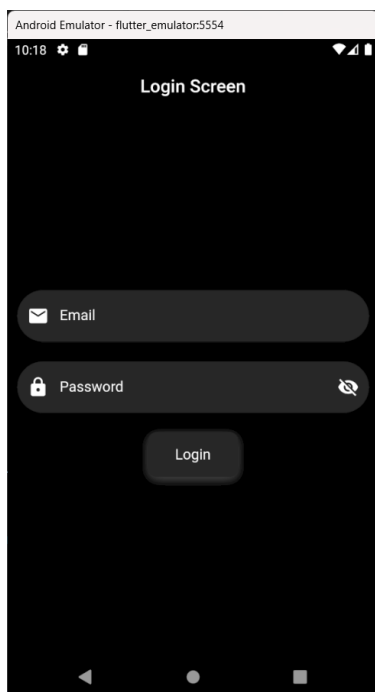 Android Emulator - flutter_emulator:5554
10:18
Login Screen
Email
Password
Login